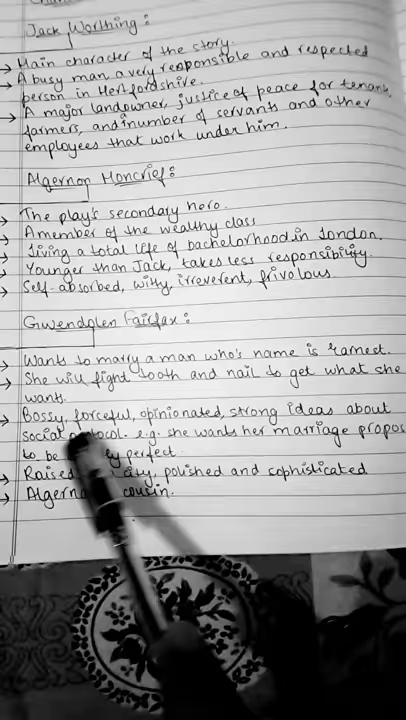 Jack Worthing :
→ Main character of the story.
→ A busy man a very responsible and respected
person in Hertfordshire.
→ A major landowner, justice of peace for tenant,
farmers, and inumber of servants and other
employees that work under him.
Algernon Moncrief :
→ The play's secondary hero.
→ A member of the wealthy class
→ Living a total life of bachelorhood in London.
→ Younger than Jack, takes less responsibility.
→ Self-absorbed, witty, irreverent, frivolous
Gwendolen Fairfax :
→ Wants to marry a man who's name is Earnest.
→ She will fight tooth and nail to get what she
wants.
→ Bossy, forceful, opinionated, strong ideas about
social e.g. she wants her marriage propos
to be perfect
→ Raised city, polished and sophisticated
→ cousin.